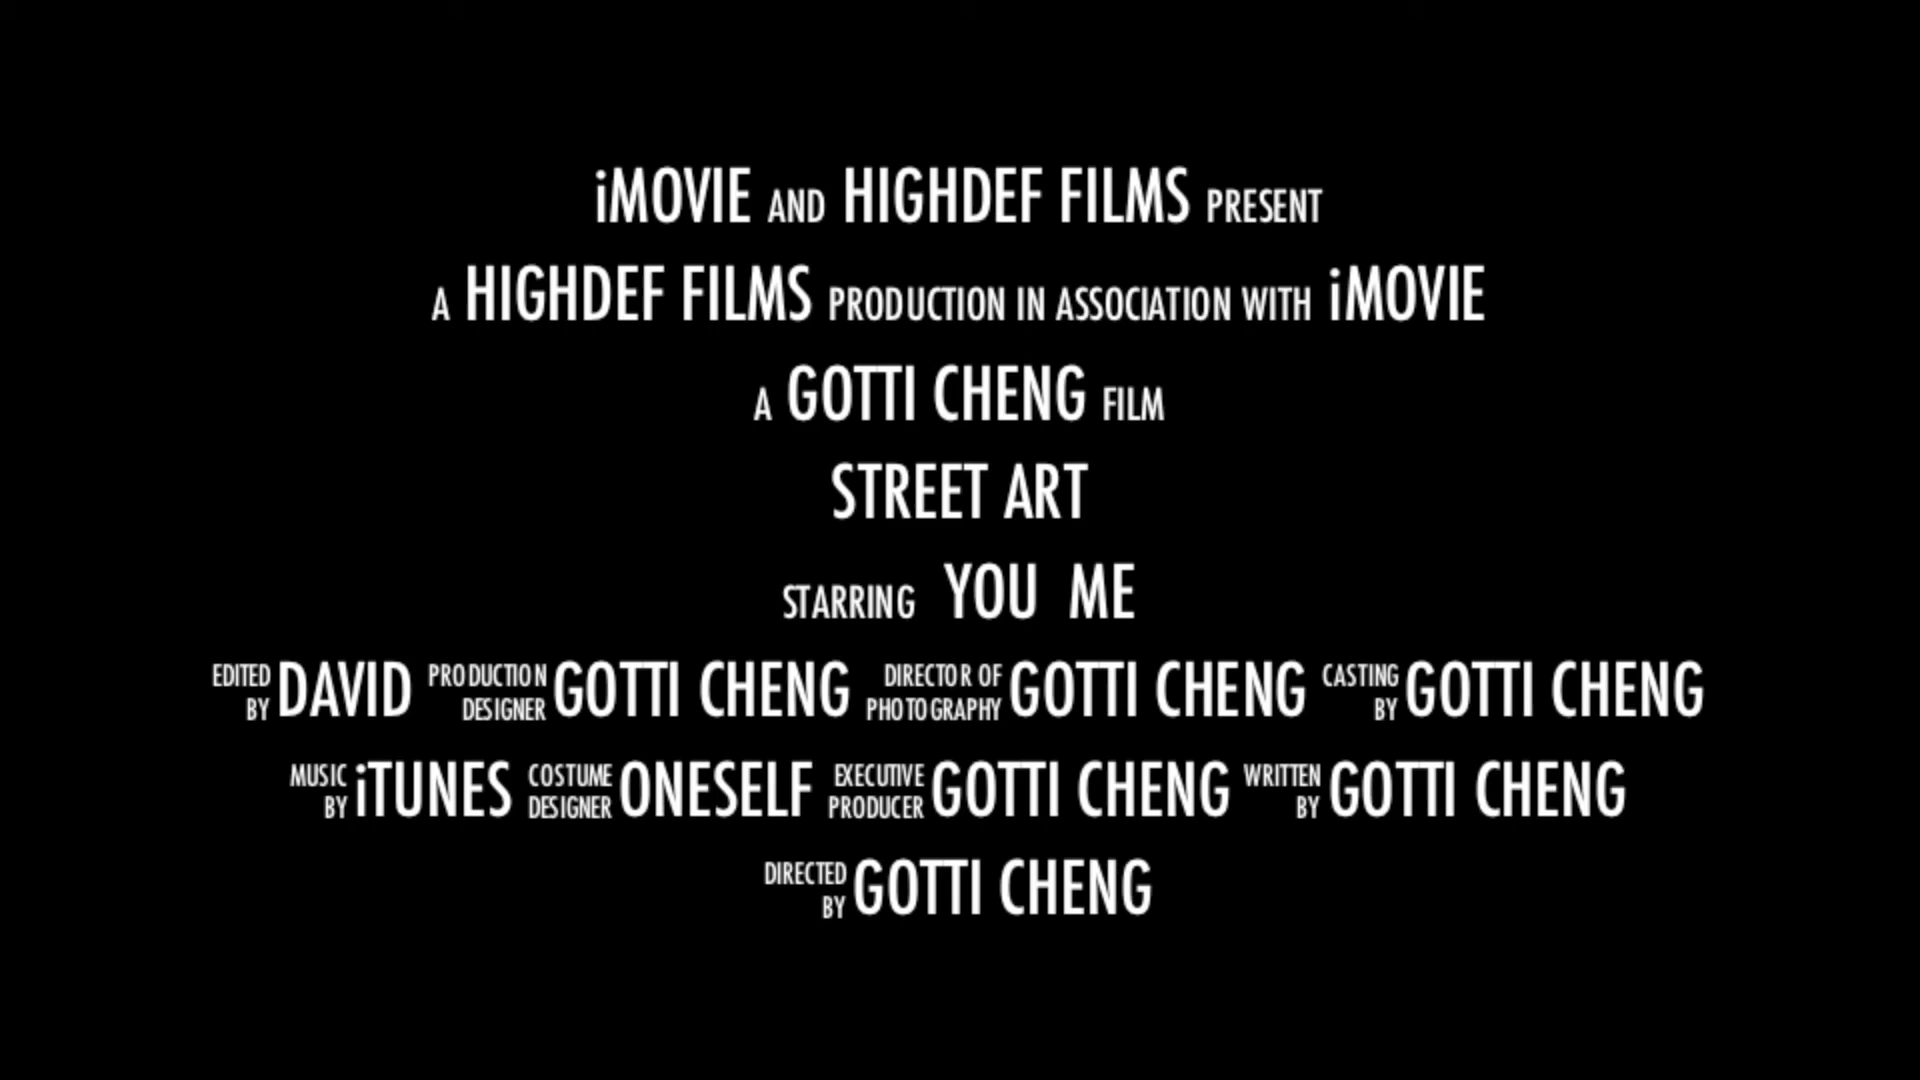 iMOVIE AND HIGHDEF FILMS PRESENT
A HIGHDEF FILMS PRODUCTION IN ASSOCIATION WITH iMOVIE
A GOTTI CHENG FILM
STREET ART
STARRING YOU ME
EDITED BY DAVID PRODUCTION DESIGNER GOTTI CHENG DIRECTOR OF PHOTOGRAPHY GOTTI CHENG CASTING BY GOTTI CHENG
MUSIC BY iTUNES COSTUME DESIGNER ONESELF EXECUTIVE PRODUCER GOTTI CHENG WRITTEN BY GOTTI CHENG
DIRECTED BY GOTTI CHENG